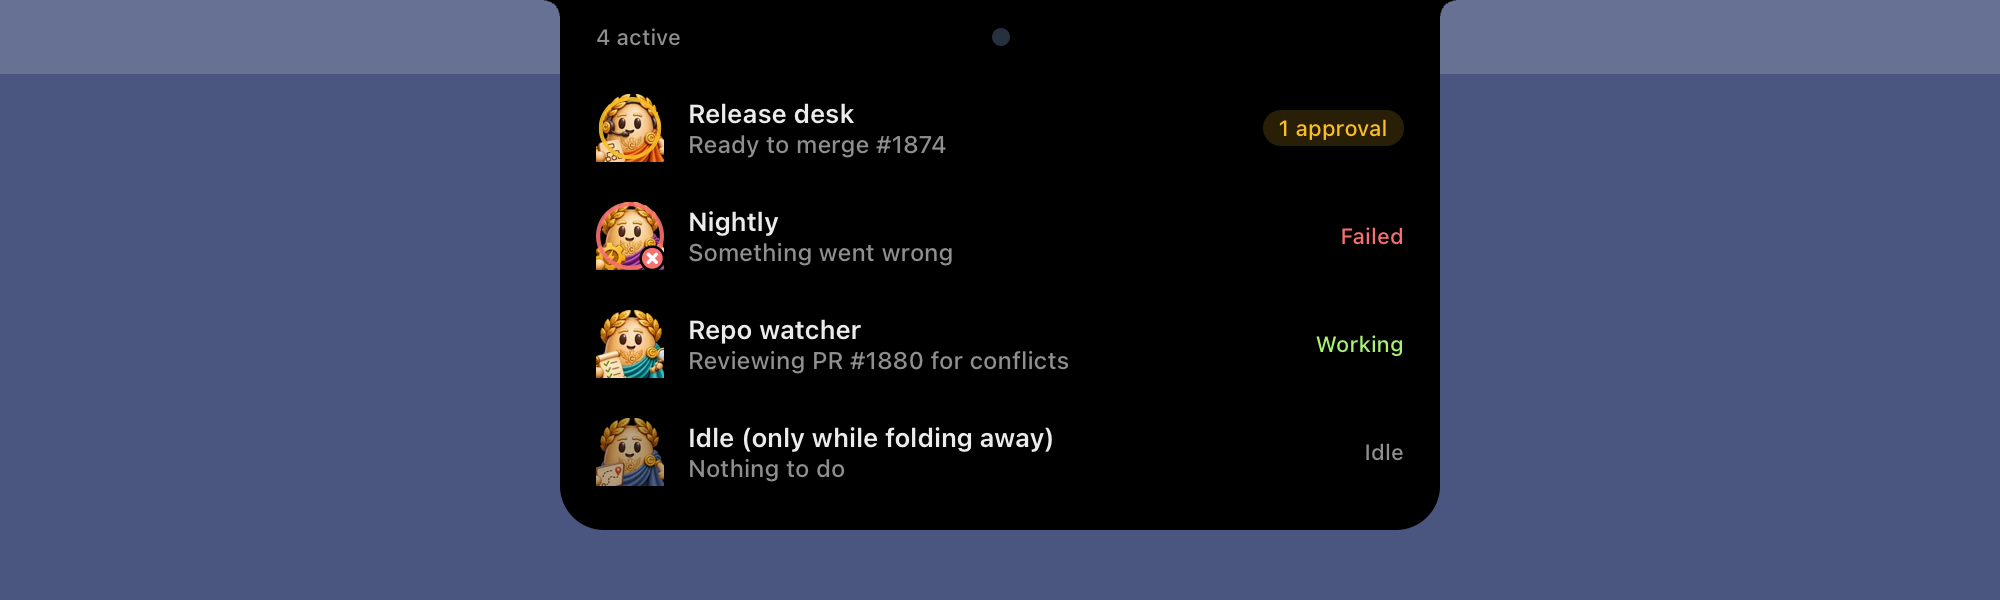 4 active
Release desk
Ready to merge #1874
1 approval
Nightly
Something went wrong
Failed
Repo watcher
Reviewing PR #1880 for conflicts
Working
Idle (only while folding away)
Nothing to do
Idle